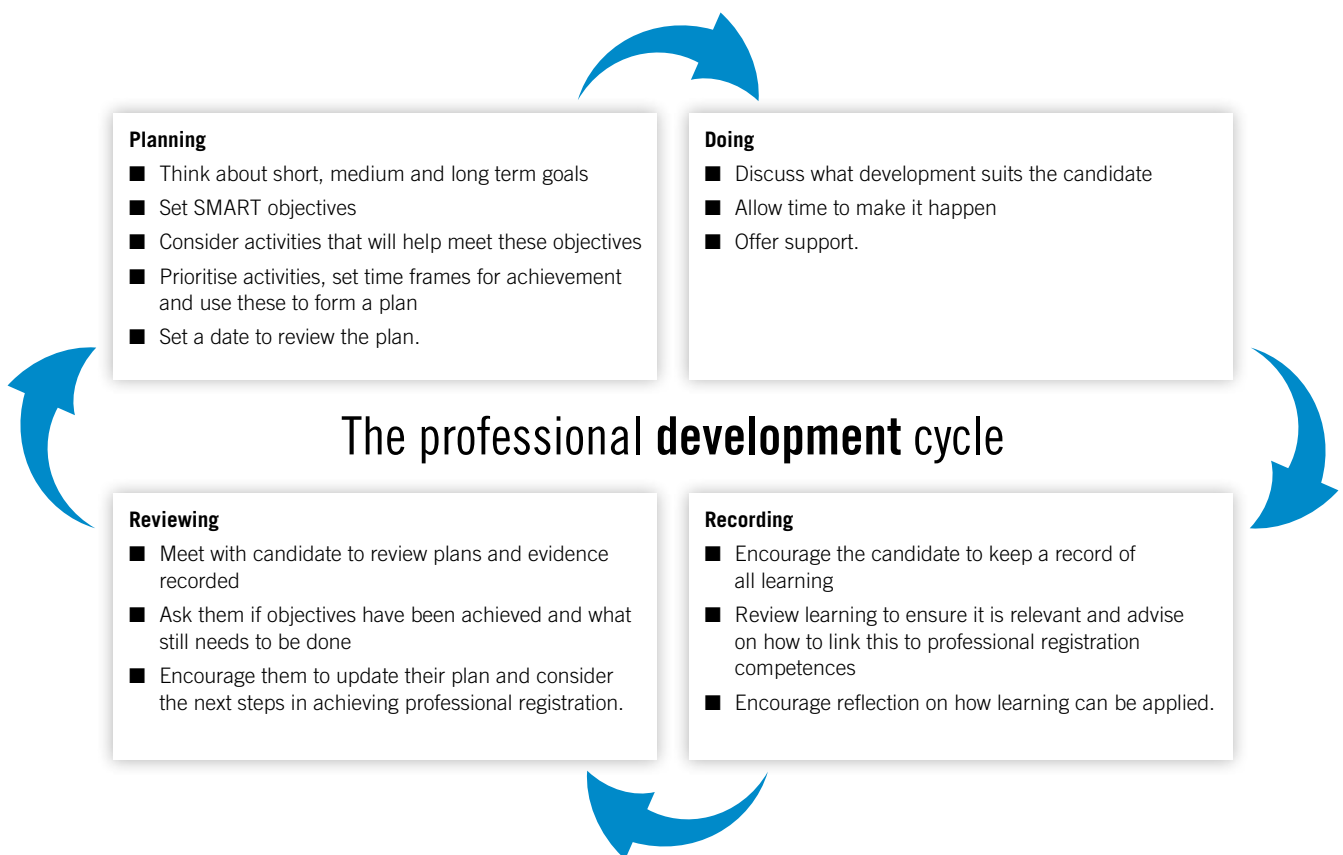 Planning
■ Think about short, medium and long term goals
■ Set SMART objectives
■ Consider activities that will help meet these objectives
■ Prioritise activities, set time frames for achievement
and use these to form a plan
■ Set a date to review the plan.
Doing
■ Discuss what development suits the candidate
■ Allow time to make it happen
■ Offer support.
The professional development cycle
Reviewing
■ Meet with candidate to review plans and evidence
recorded
■ Ask them if objectives have been achieved and what
still needs to be done
■ Encourage them to update their plan and consider
the next steps in achieving professional registration.
Recording
■ Encourage the candidate to keep a record of
all learning
■ Review learning to ensure it is relevant and advise
on how to link this to professional registration
competences
■ Encourage reflection on how learning can be applied.